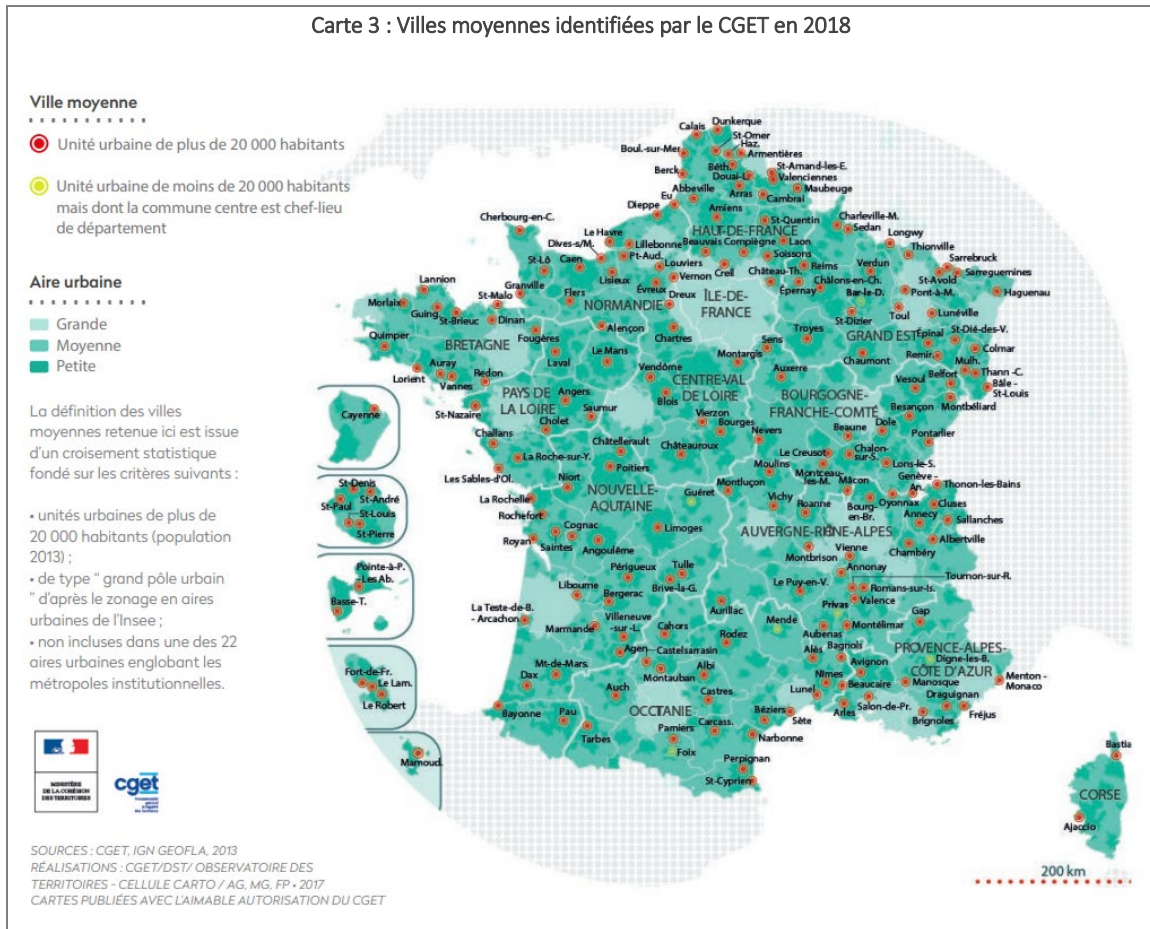 Carte 3 : Villes moyennes identifiées par le CGET en 2018
Ville moyenne
Unité urbaine de plus de 20 000 habitants
Unité urbaine de moins de 20 000 habitants
mais dont la commune centre est chef-lieu
de département
Aire urbaine
Grande
Moyenne
Petite
La définition des villes
moyennes retenue ici est issue
d'un croisement statistique
fondé sur les critères suivants :
• unités urbaines de plus de
20 000 habitants (population
2013) ;
• de type " grand pôle urbain
" d'après le zonage en aires
urbaines de l'Insee ;
• non incluses dans une des 22
aires urbaines englobant les
métropoles institutionnelles.
MINISTÈRE
DE LA COHÉSION
DES TERRITOIRES
cget
SOURCES : CGET, IGN GEOFLA, 2013
RÉALISATIONS : CGET/DST/ OBSERVATOIRE DES
TERRITOIRES - CELLULE CARTO / AG, MG, FP • 2017
CARTES PUBLIÉES AVEC L'AIMABLE AUTORISATION DU CGET
Dunkerque
Calais
St-Omer
Haz.
Boul.-sur-Mer
Armentières
Béth.
St-Amand-les-E.
Berck
Douai-L.
Valenciennes
Abbeville
Maubeuge
Eu
Arras
Cambrai
Dieppe
Amiens
Cherbourg-en-C.
St-Quentin
Charleville-M.
Sedan
HAUT-DE-FRANCE
Le Havre
Longwy
Dives-s/M.
Lillebonne
Beauvais
Compiègne
Laon
Thionville
St-Lô
Caen
Pt-Aud.
Soissons
Sarrebruck
Louviers
Reims
Verdun
Lisieux
Vernon
Creil
Château-Th.
Sarreguemines
Lannion
Granville
Évreux
Châlons-en-Ch.
St-Avold
St-Malo
Flers
Dreux
ÎLE-DE-
FRANCE
Épernay
Bar-le-D.
Pont-à-M.
Haguenau
Morlaix
NORMANDIE
Guing.
Dinan
Toul
Lunéville
St-Brieuc
Alençon
St-Dizier
Quimper
Fougères
Chartres
Troyes
GRAND EST
Épinal
St-Dié-des-V.
BRETAGNE
Sens
Colmar
Laval
Le Mans
Montargis
Chaumont
Remir.
Auray
Vendôme
Mulh.
Redon
CENTRE-VAL
DE LOIRE
Auxerre
Belfort
Thann -C.
Lorient
Vannes
PAYS DE
LA LOIRE
Angers
Blois
BOURGOGNE-
FRANCHE-COMTÉ
Vesoul
Bâle -
St-Louis
Besançon
Saumur
Vierzon
Montbéliard
St-Nazaire
Cholet
Bourges
Beaune
Dole
Challans
Nevers
Pontarlier
Châtellerault
Châteauroux
Le Creusot
Chalon-
sur-S.
La Roche-sur-Y.
Lons-le-S.
Moulins
Montceau-
les-M.
Poitiers
Genève -
An.
Les Sables-d'Ol.
Niort
Montluçon
Mâcon
Thonon-les-Bains
NOUVELLE-
AQUITAINE
Guéret
La Rochelle
Vichy
Oyonnax
Cluses
Roanne
Bourg-
en-Br.
Rochefort
Annecy
Cognac
Limoges
Sallanches
AUVERGNE-RHÔNE-ALPES
Royan
Saintes
Albertville
Angoulême
Montbrison
Chambéry
Vienne
Périgueux
Tulle
Annonay
Tournon-sur-R.
Libourne
Brive-la-G.
Le Puy-en-V.
Romans-sur-Is.
Bergerac
Valence
La Teste-de-B.
- Arcachon
Aurillac
Privas
Gap
Villeneuve
-sur -L.
Mende
Marmande
Cahors
Aubenas
Montélimar
Rodez
PROVENCE-ALPES-
CÔTE D'AZUR
Agen
Castelsarrasin
Bagnols
Alès
Digne-les-B.
Mt-de-Mars.
Avignon
Albi
Nîmes
Manosque
Menton -
Monaco
Dax
Montauban
Beaucaire
Auch
Castres
Lunel
Draguignan
Salon-de-Pr.
OCCITANIE
Béziers
Arles
Fréjus
Bayonne
Pau
Sète
Brignoles
Carcass.
Pamiers
Tarbes
Narbonne
Foix
Perpignan
St-Cyprien
Bastia
CORSE
Ajaccio
200 km
Cayenne
St-Denis
St-André
St-Paul
St-Louis
St-Pierre
Pointe-à-P.
-Les Ab.
Basse-T.
Fort-de-Fr.
Le Lam.
Le Robert
Mamoud.